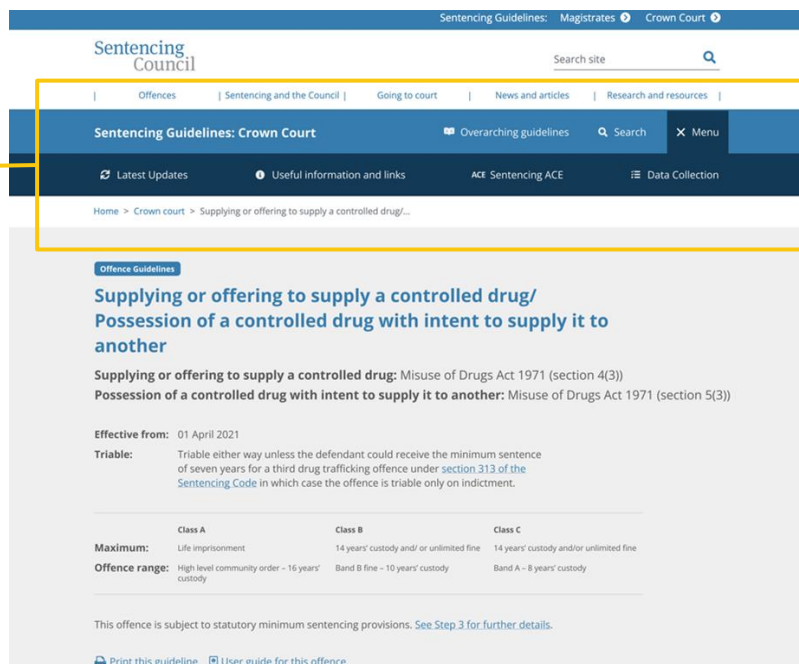 Sentencing Guidelines: Magistrates Crown Court
Sentencing
Council
Search site
| Offences | Sentencing and the Council | Going to court | News and articles | Research and resources |
Sentencing Guidelines: Crown Court Overarching guidelines Search Menu
Latest Updates Useful information and links ACE Sentencing ACE Data Collection
Home > Crown court > Supplying or offering to supply a controlled drug/...
Offence Guidelines
Supplying or offering to supply a controlled drug/
Possession of a controlled drug with intent to supply it to
another
Supplying or offering to supply a controlled drug: Misuse of Drugs Act 1971 (section 4(3))
Possession of a controlled drug with intent to supply it to another: Misuse of Drugs Act 1971 (section 5(3))
Effective from: 01 April 2021
Triable: Triable either way unless the defendant could receive the minimum sentence
of seven years for a third drug trafficking offence under section 313 of the
Sentencing Code in which case the offence is triable only on indictment.
Class A Class B Class C
Maximum: Life imprisonment 14 years' custody and/ or unlimited fine 14 years' custody and/or unlimited fine
Offence range: High level community order – 16 years' Band B fine – 10 years' custody Band A – 8 years' custody
custody
This offence is subject to statutory minimum sentencing provisions. See Step 3 for further details.
Print this guideline User guide for this offence